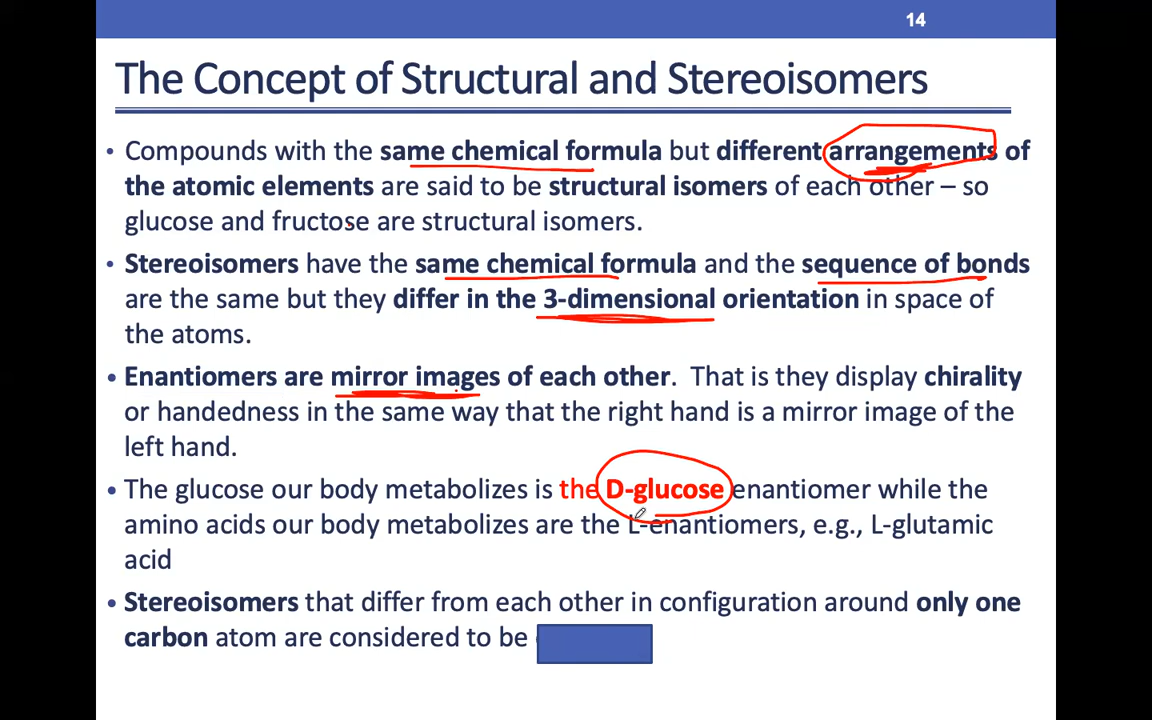 14
The Concept of Structural and Stereoisomers
• Compounds with the same chemical formula but different arrangements of
the atomic elements are said to be structural isomers of each other – so
glucose and fructose are structural isomers.
• Stereoisomers have the same chemical formula and the sequence of bonds
are the same but they differ in the 3-dimensional orientation in space of
the atoms.
• Enantiomers are mirror images of each other.  That is they display chirality
or handedness in the same way that the right hand is a mirror image of the
left hand.
• The glucose our body metabolizes is the D-glucose enantiomer while the
amino acids our body metabolizes are the L-enantiomers, e.g., L-glutamic
acid
• Stereoisomers that differ from each other in configuration around only one
carbon atom are considered to be